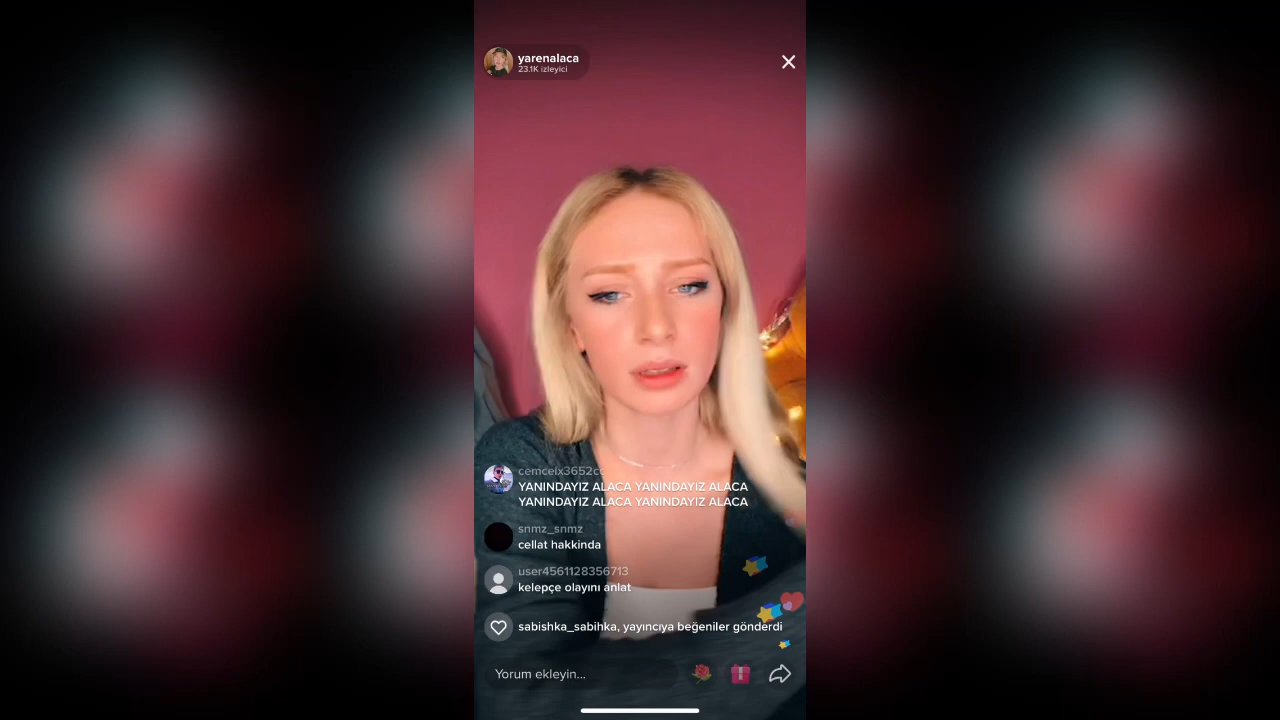 yarenalaca
23.1K izleyici
cemcelx3652cc
YANINDAYIZ ALACA YANINDAYIZ ALACA
YANINDAYIZ ALACA YANINDAYIZ ALACA
snmz_snmz
cellat hakkinda
user4561128356713
kelepçe olayını anlat
sabishka_sabihka, yayıncıya beğeniler gönderdi
Yorum ekleyin...